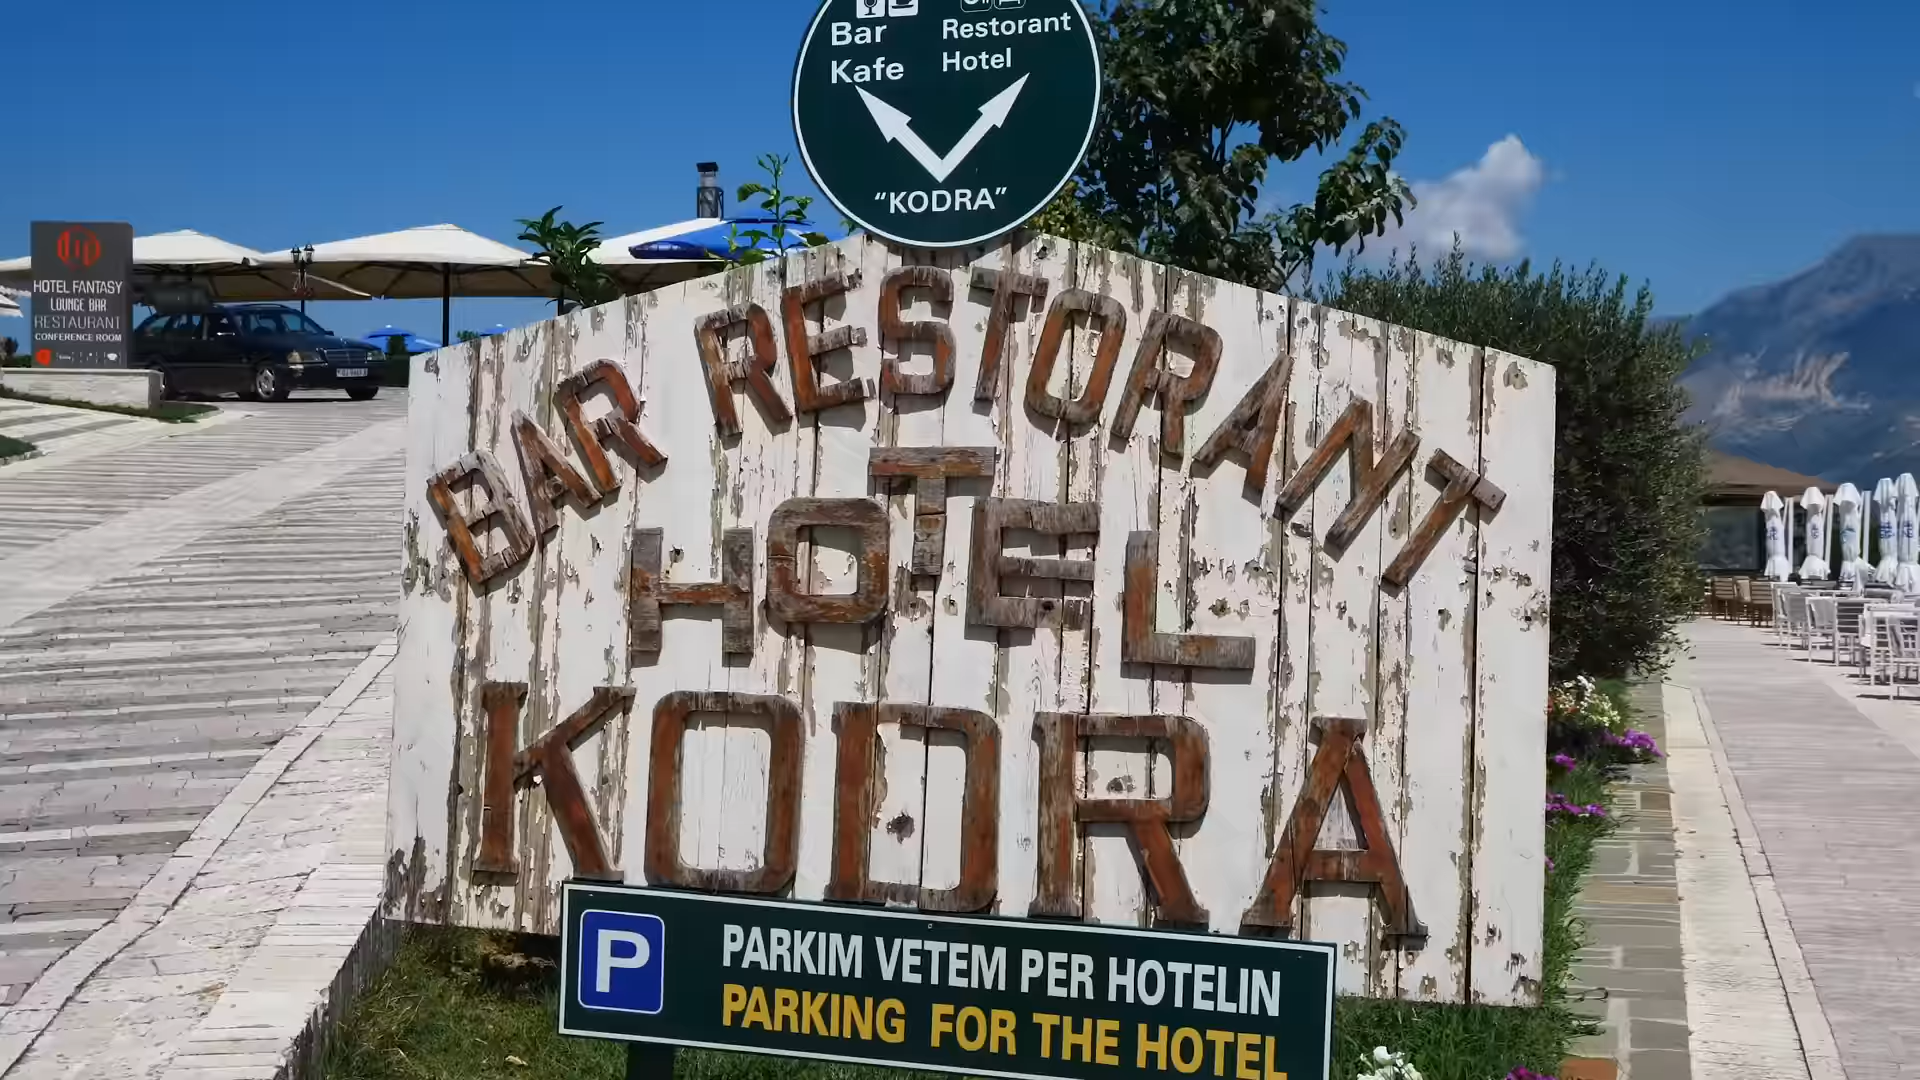 Bar
Kafe
Restorant
Hotel
“KODRA”
HOTEL FANTASY
LOUNGE BAR
RESTAURANT
CONFERENCE ROOM
BAR RESTORANT
HOTEL
KODRA
P
PARKIM VETEM PER HOTELIN
PARKING FOR THE HOTEL